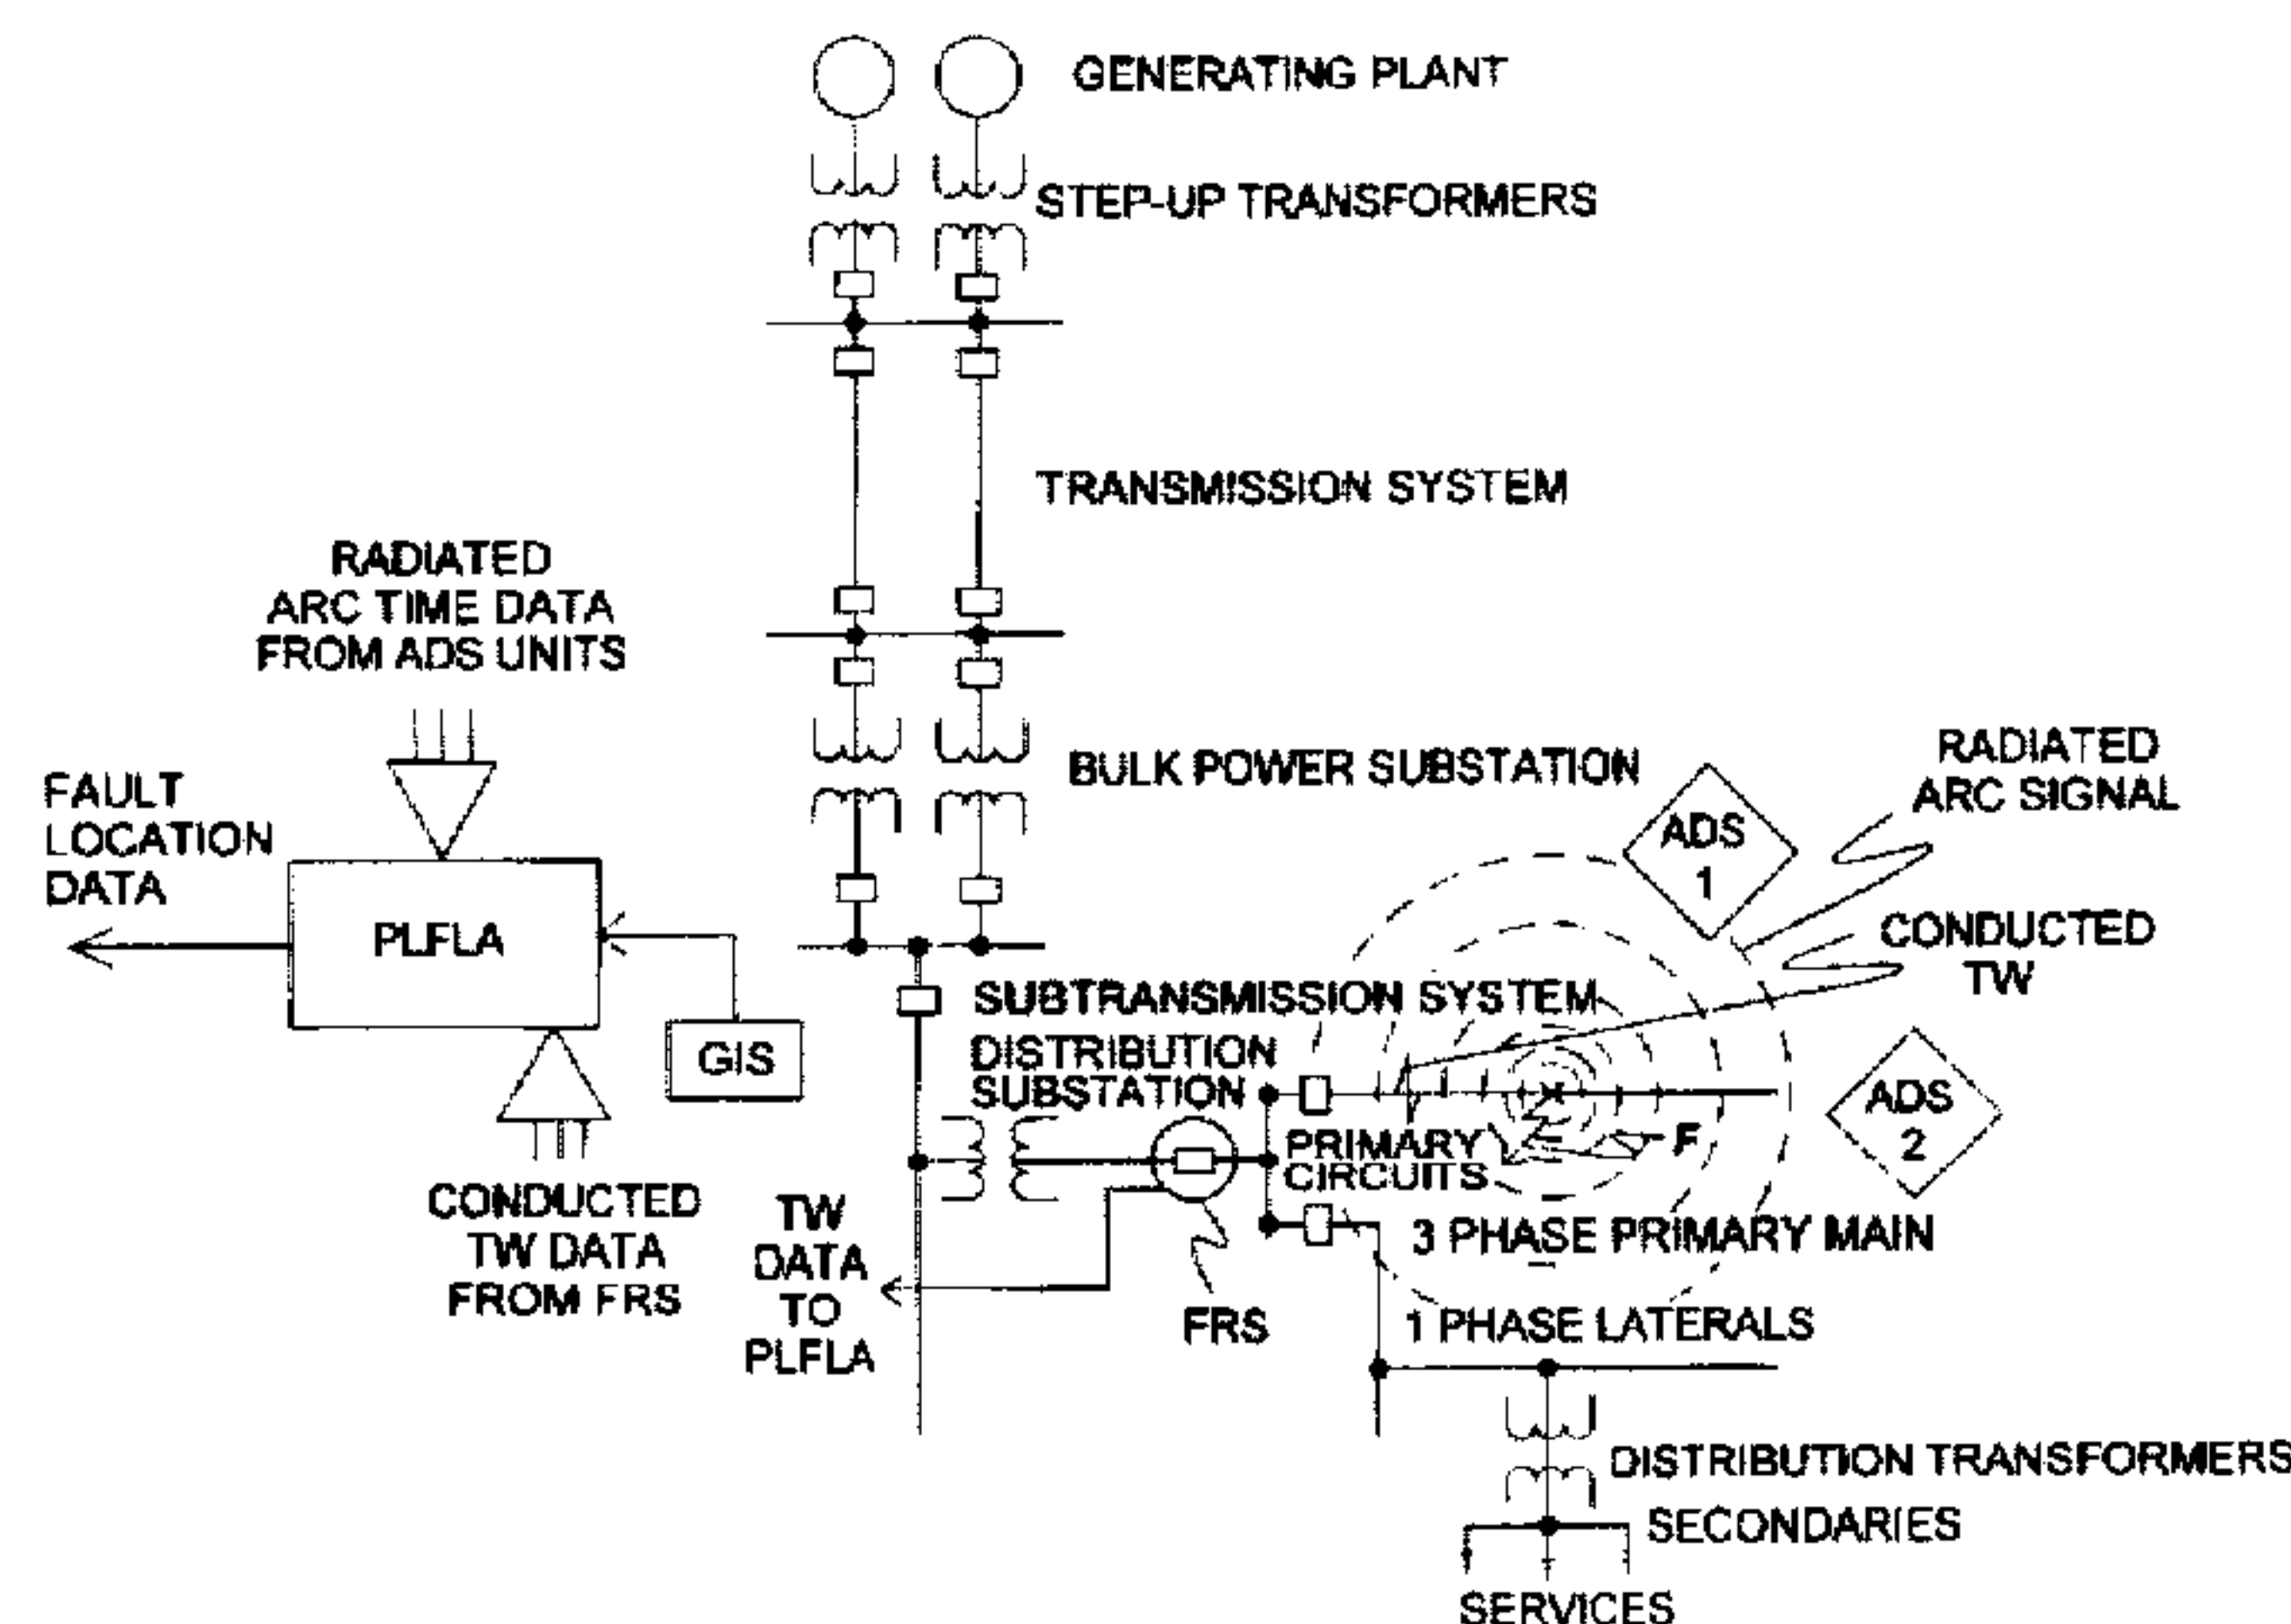 GENERATING PLANT
STEP-UP TRANSFORMERS
TRANSMISSION SYSTEM
RADIATED
ARC TIME DATA
FROM ADS UNITS
BULK POWER SUBSTATION
RADIATED
ARC SIGNAL
FAULT
LOCATION
DATA
ADS
1
PLFLA
CONDUCTED
TW
SUBTRANSMISSION SYSTEM
DISTRIBUTION
SUBSTATION
GIS
ADS
2
PRIMARY
CIRCUITS
F
CONDUCTED
TW DATA
FROM FRS
TW
DATA
TO
PLFLA
3 PHASE PRIMARY MAIN
FRS
1 PHASE LATERALS
DISTRIBUTION TRANSFORMERS
SECONDARIES
SERVICES